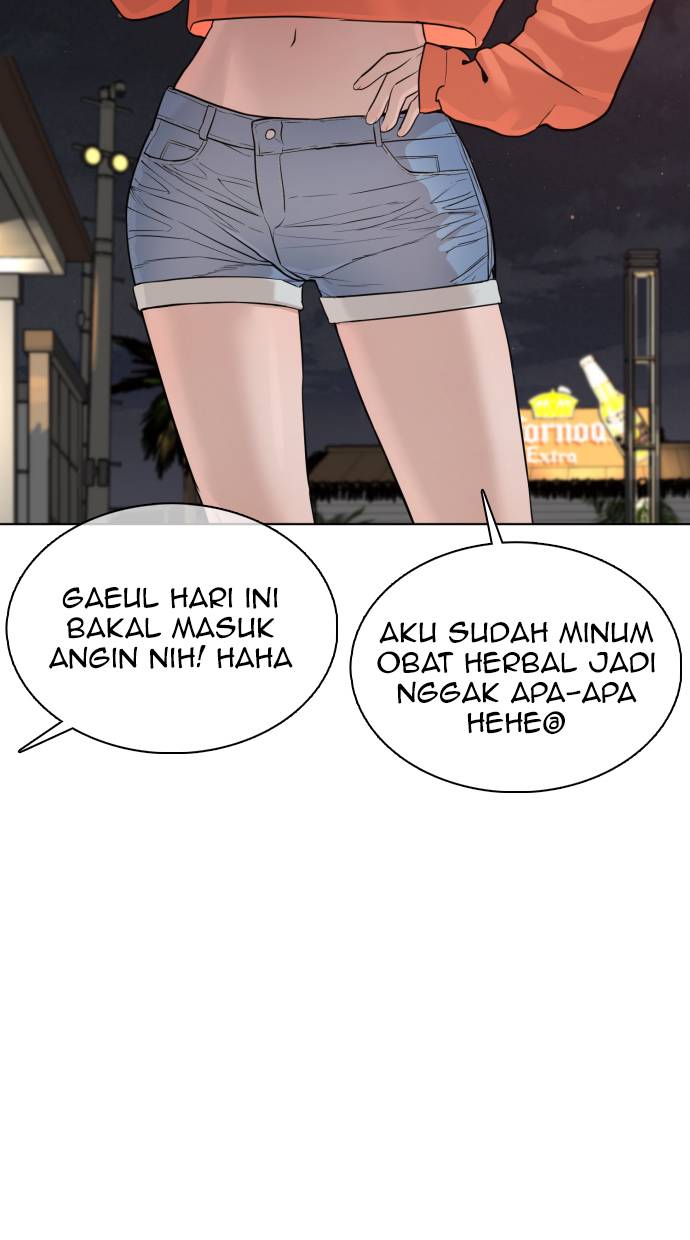 ornoa
Extra
GAEUL HARI INI
BAKAL MASUK
ANGIN NIH! HAHA
AKU SUDAH MINUM
OBAT HERBAL JADI
NGGAK APA-APA
HEHE@